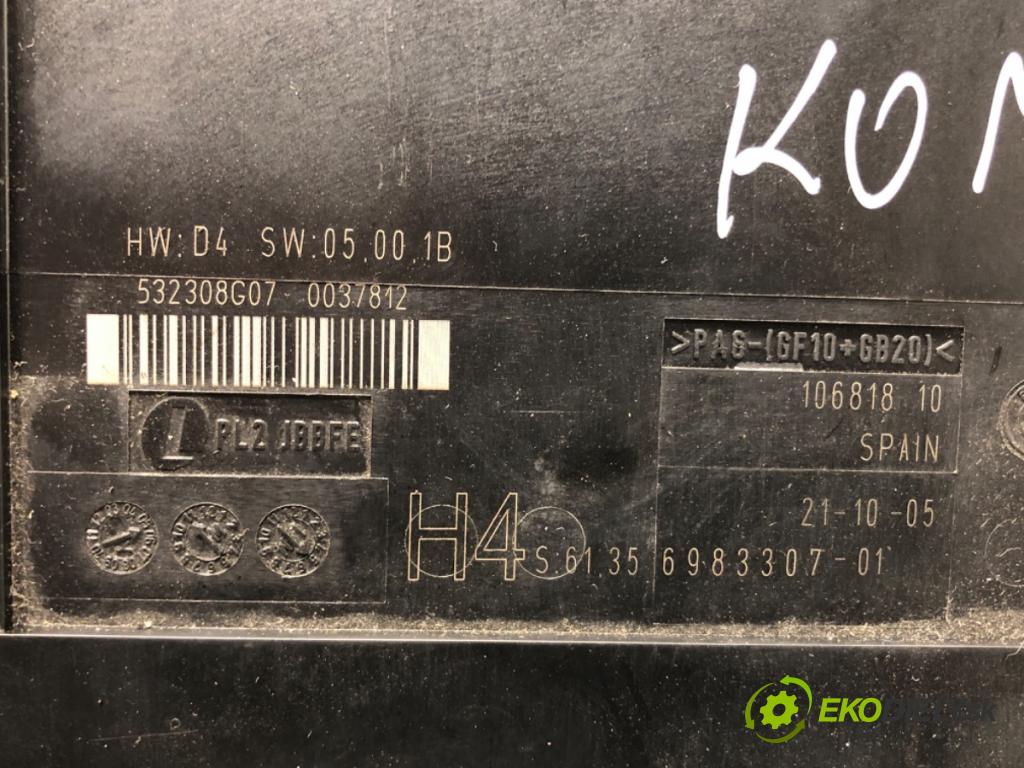 KON
HW:D4 SW:05.00.1B
532308G07 0037812
>PA6-(GF10+GB20)<
106818 10
SPAIN
PL2 JBBFE
21-10-05
H4
S 61.35 6983307-01
EKO